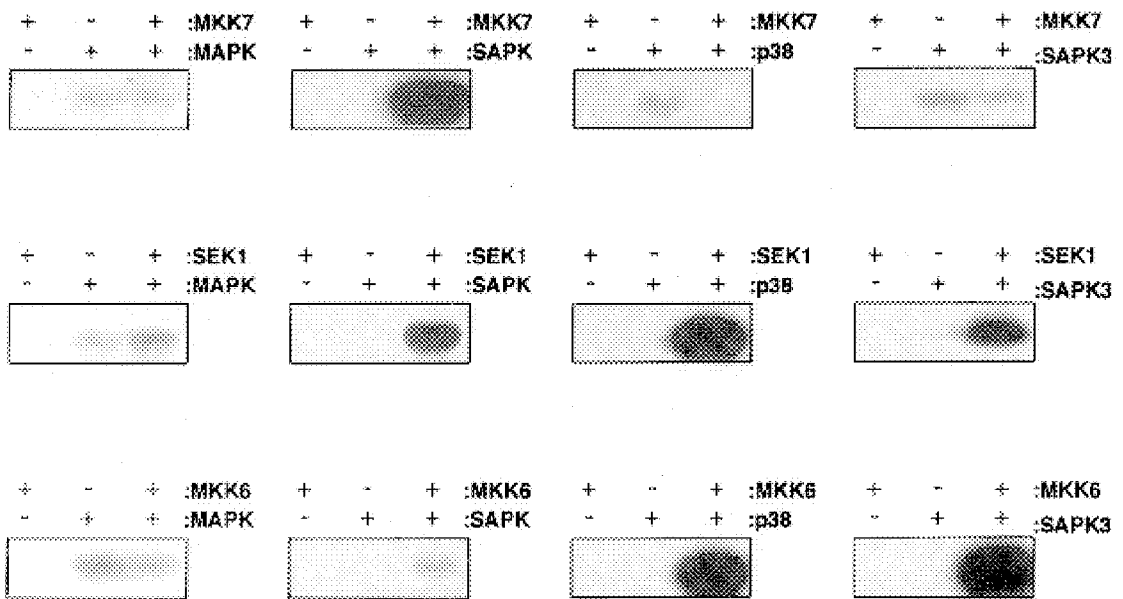 + - + :MKK7 + - + :MKK7 + - + :MKK7 + - + :MKK7
- + + :MAPK - + + :SAPK - + + :p38 - + + :SAPK3
+ - + :SEK1 + - + :SEK1 + - + :SEK1 + - + :SEK1
- + + :MAPK - + + :SAPK - + + :p38 - + + :SAPK3
+ - + :MKK6 + - + :MKK6 + - + :MKK6 + - + :MKK6
- + + :MAPK - + + :SAPK - + + :p38 - + + :SAPK3